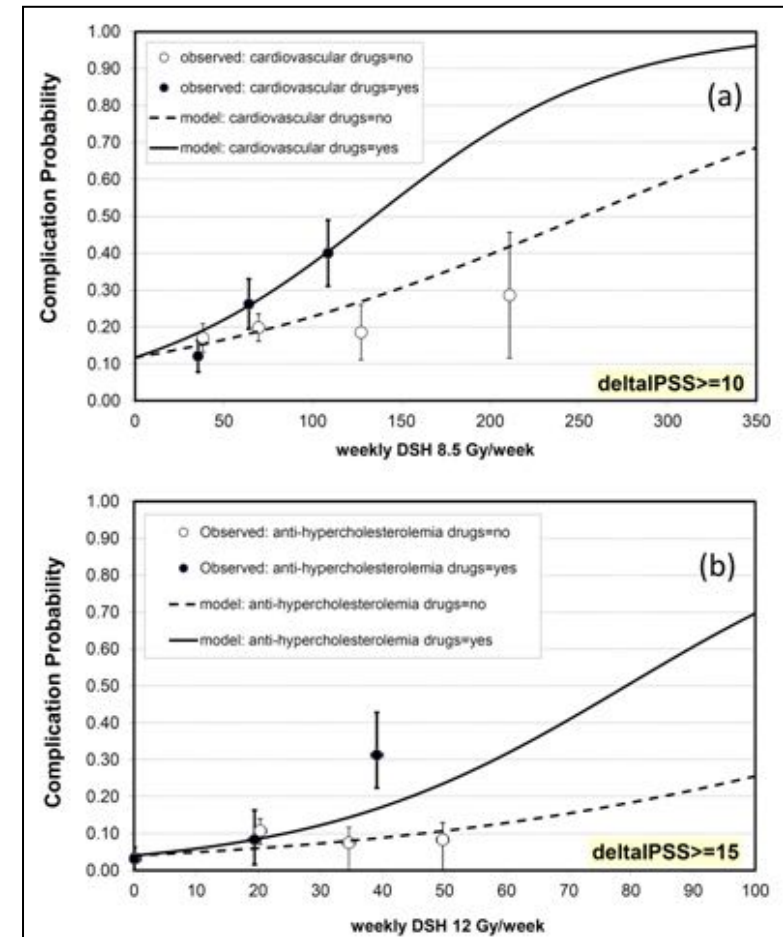 1.00
0.90
0.80
0.70
0.60
0.50
0.40
0.30
0.20
0.10
0.00
Complication Probability
observed: cardiovascular drugs=no
observed: cardiovascular drugs=yes
model: cardiovascular drugs=no
model: cardiovascular drugs=yes
(a)
deltaIPSS>=10
0 50 100 150 200 250 300 350
weekly DSH 8.5 Gy/week
1.00
0.90
0.80
0.70
0.60
0.50
0.40
0.30
0.20
0.10
0.00
Complication Probability
Observed: anti-hypercholesterolemia drugs=no
Observed: anti-hypercholesterolemia drugs=yes
model: anti-hypercholesterolemia drugs=no
model: anti-hypercholesterolemia drugs=yes
(b)
deltaIPSS>=15
0 10 20 30 40 50 60 70 80 90 100
weekly DSH 12 Gy/week